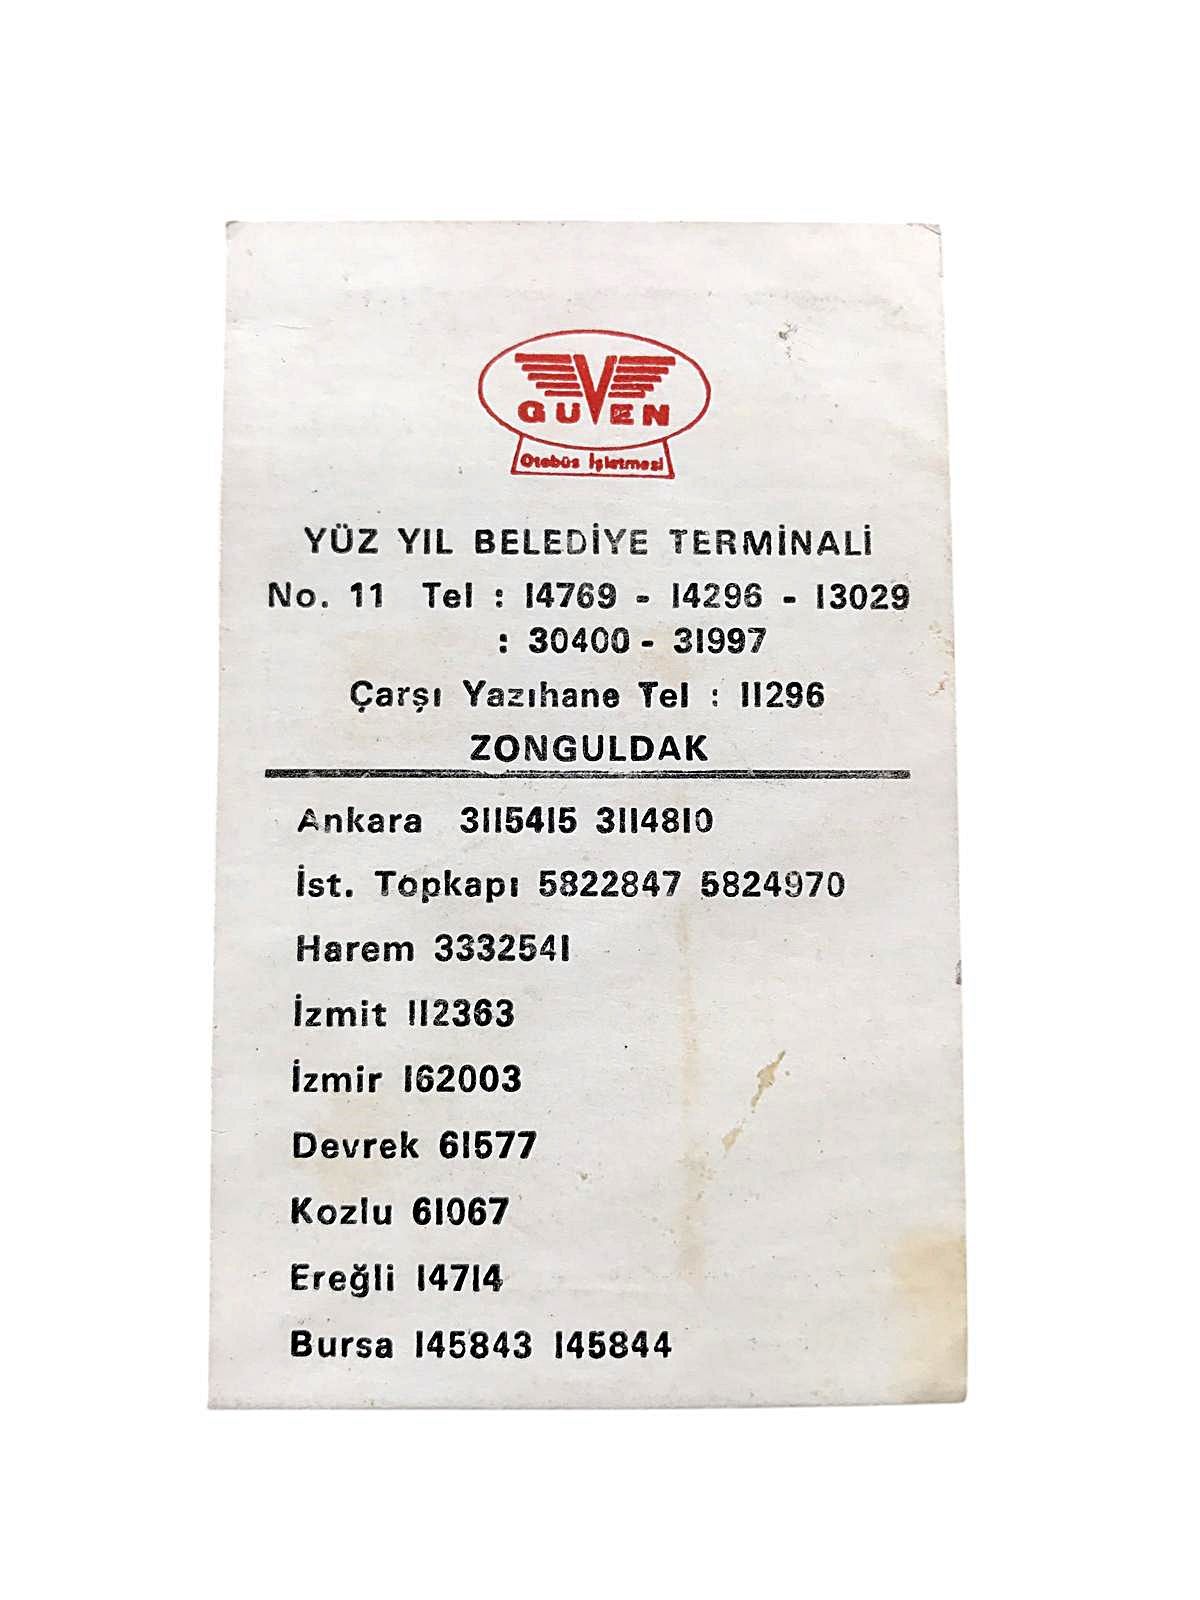 GUVEN
Otobüs İşletmesi
YÜZ YIL BELEDİYE TERMİNALİ
No. 11 Tel : 14769 - 14296 - 13029
: 30400 - 31997
Çarşı Yazıhane Tel : 11296
ZONGULDAK
Ankara 3115415 3114810
İst. Topkapı 5822847 5824970
Harem 3332541
İzmit 112363
İzmir 162003
Devrek 61577
Kozlu 61067
Ereğli 14714
Bursa 145843 145844